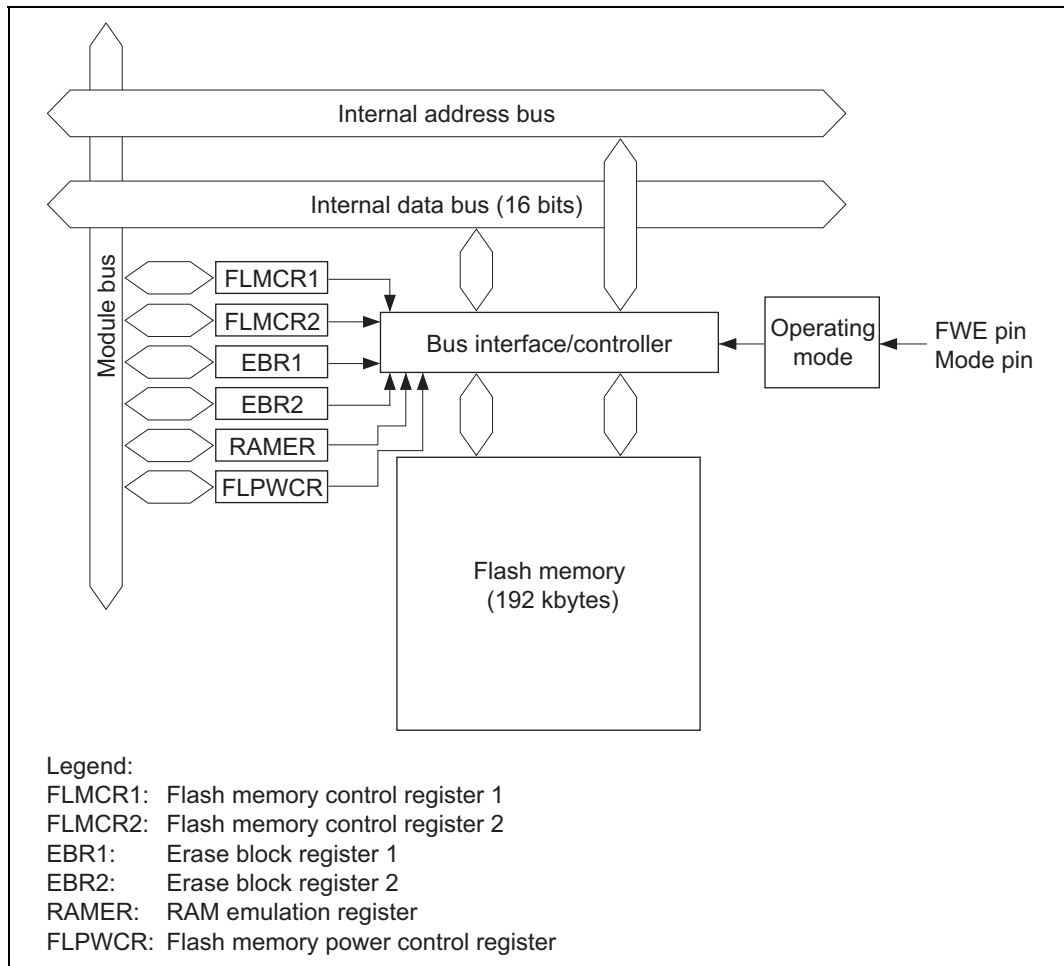 Internal address bus
Internal data bus (16 bits)
Module bus
FLMCR1
FLMCR2
EBR1
EBR2
RAMER
FLPWCR
Bus interface/controller
Operating
mode
FWE pin
Mode pin
Flash memory
(192 kbytes)
Legend:
FLMCR1: Flash memory control register 1
FLMCR2: Flash memory control register 2
EBR1: Erase block register 1
EBR2: Erase block register 2
RAMER: RAM emulation register
FLPWCR: Flash memory power control register